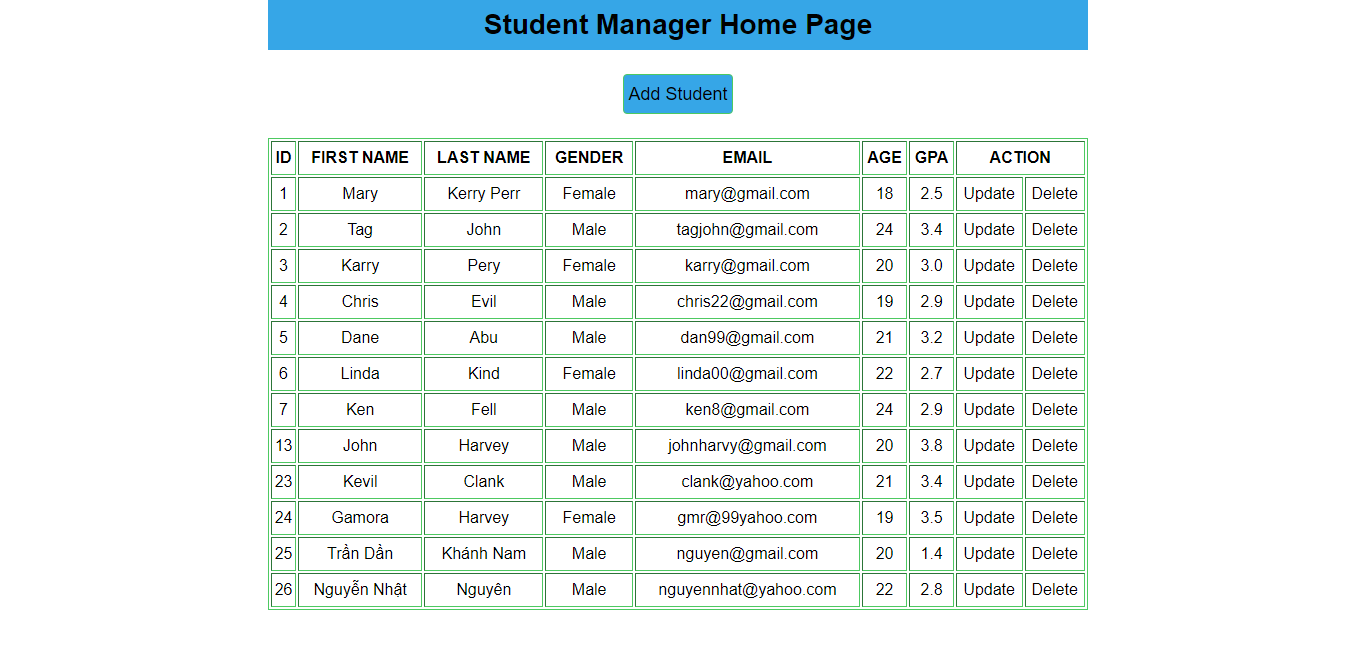 Student Manager Home Page
Add Student
ID FIRST NAME LAST NAME GENDER EMAIL AGE GPA ACTION
1 Mary Kerry Perr Female mary@gmail.com 18 2.5 Update Delete
2 Tag John Male tagjohn@gmail.com 24 3.4 Update Delete
3 Karry Pery Female karry@gmail.com 20 3.0 Update Delete
4 Chris Evil Male chris22@gmail.com 19 2.9 Update Delete
5 Dane Abu Male dan99@gmail.com 21 3.2 Update Delete
6 Linda Kind Female linda00@gmail.com 22 2.7 Update Delete
7 Ken Fell Male ken8@gmail.com 24 2.9 Update Delete
13 John Harvey Male johnharvy@gmail.com 20 3.8 Update Delete
23 Kevil Clank Male clank@yahoo.com 21 3.4 Update Delete
24 Gamora Harvey Female gmr@99yahoo.com 19 3.5 Update Delete
25 Trần Dần Khánh Nam Male nguyen@gmail.com 20 1.4 Update Delete
26 Nguyễn Nhật Nguyên Male nguyennhat@yahoo.com 22 2.8 Update Delete